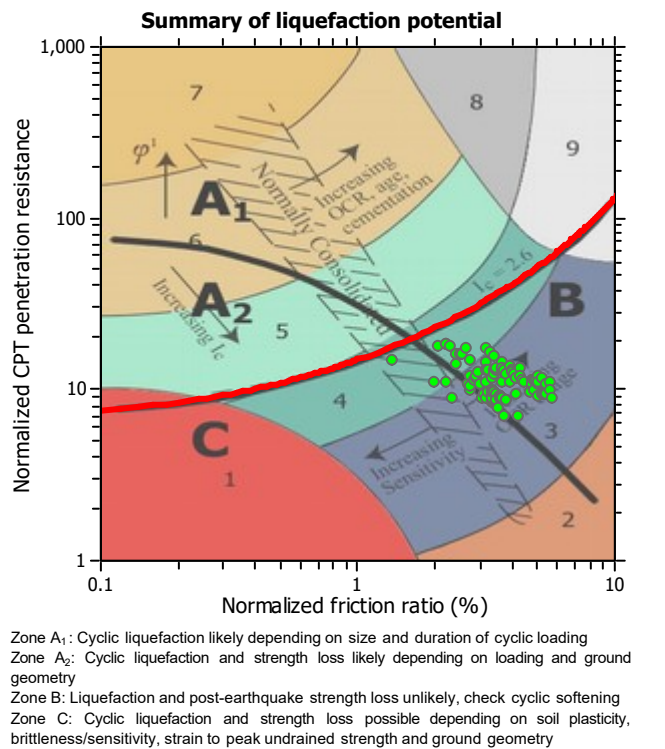 Summary of liquefaction potential
1,000
7
8
9
φ'
Increasing
OCR, age,
cementation
Normally Consolidated
A1
100
6
Ic = 2.6
A2
B
Increasing Ic
5
10
4
C
3
Increasing
Sensitivity
1
2
1
0.1
1
10
Normalized CPT penetration resistance
Normalized friction ratio (%)
Zone A1: Cyclic liquefaction likely depending on size and duration of cyclic loading
Zone A2: Cyclic liquefaction and strength loss likely depending on loading and ground
geometry
Zone B: Liquefaction and post-earthquake strength loss unlikely, check cyclic softening
Zone C: Cyclic liquefaction and strength loss possible depending on soil plasticity,
brittleness/sensitivity, strain to peak undrained strength and ground geometry